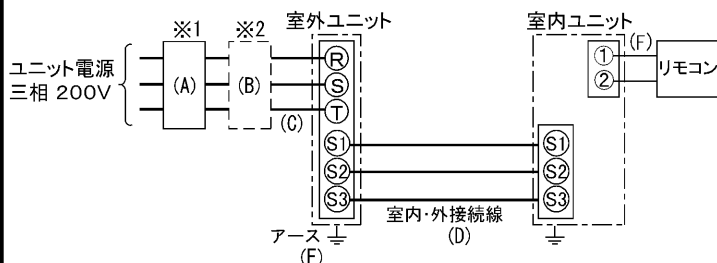 ※1
※2
室外ユニット
室内ユニット
ユニット電源
三相 200V
(A)
(B)
(C)
R
S
T
S1
S2
S3
室内・外接続線
(D)
アース
(E)
1
2
(F)
リモコン
S1
S2
S3